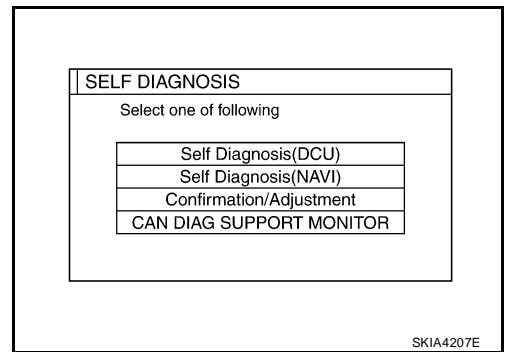 SELF DIAGNOSIS
Select one of following
Self Diagnosis(DCU)
Self Diagnosis(NAVI)
Confirmation/Adjustment
CAN DIAG SUPPORT MONITOR
SKIA4207E